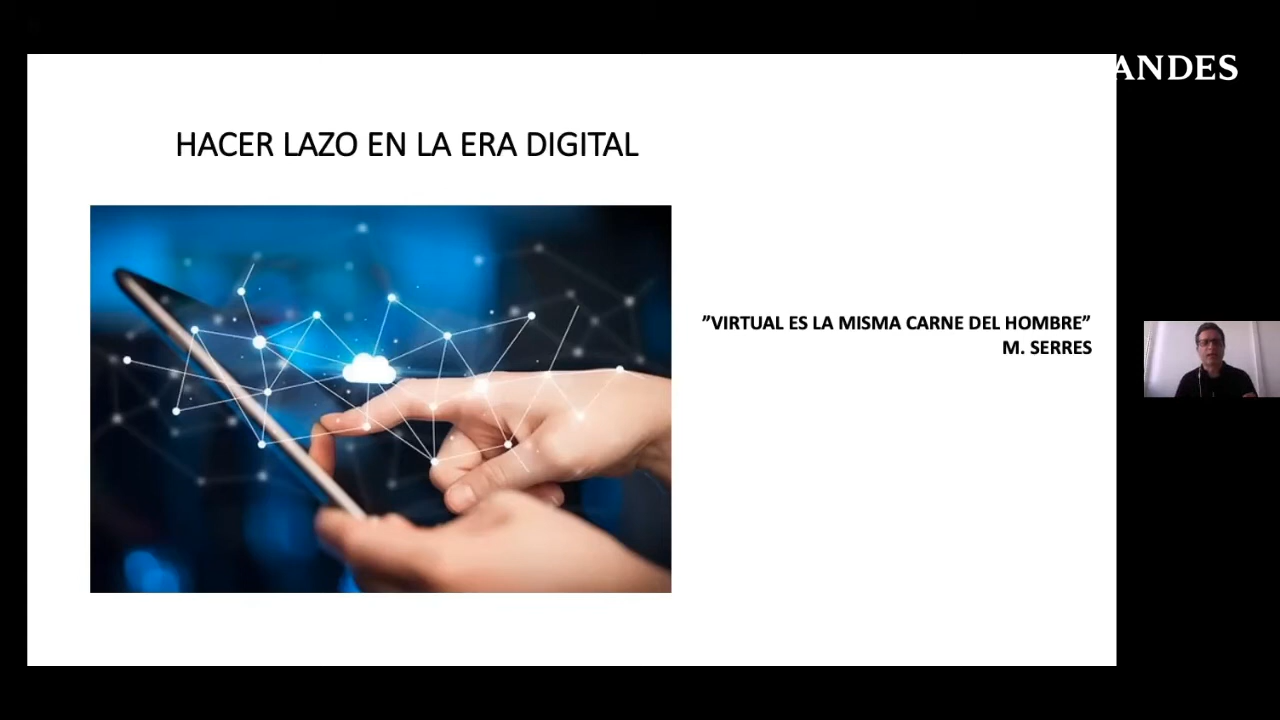 ANDES
HACER LAZO EN LA ERA DIGITAL
”VIRTUAL ES LA MISMA CARNE DEL HOMBRE”
M. SERRES